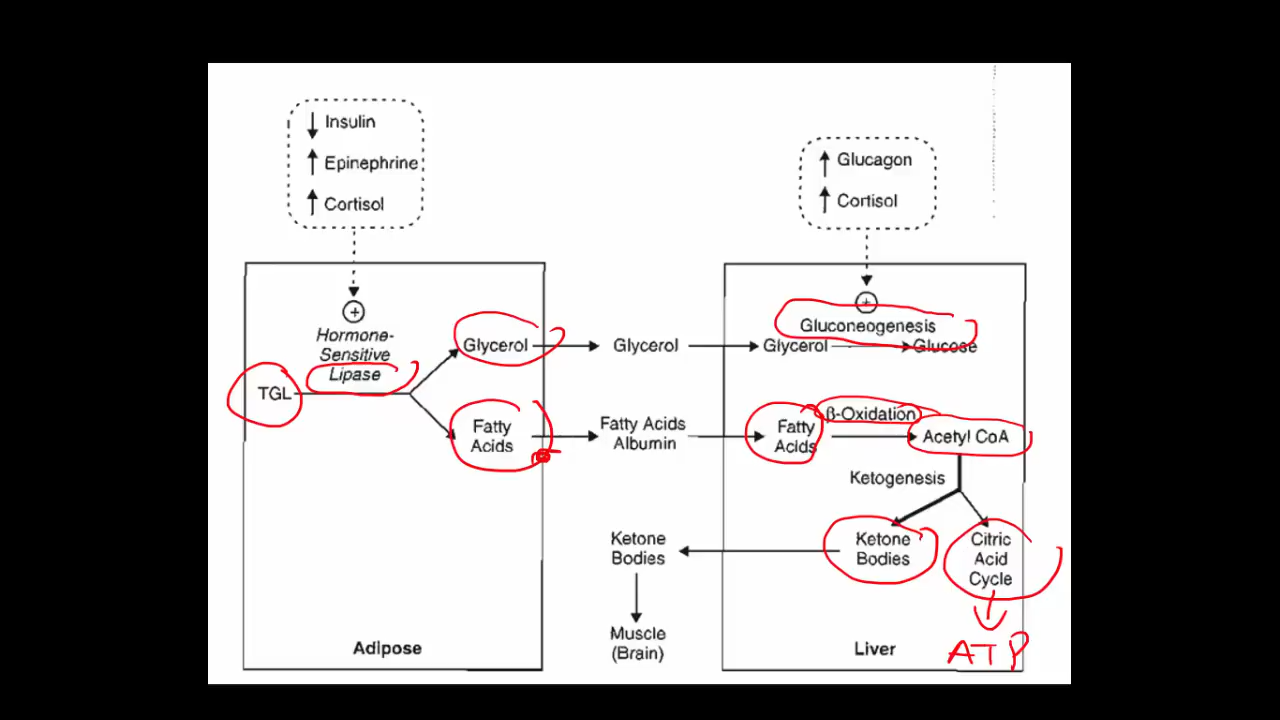 ↓ Insulin
↑ Epinephrine
↑ Cortisol
↑ Glucagon
↑ Cortisol
+
Hormone-
Sensitive
Lipase
TGL
Glycerol
Fatty
Acids
Adipose
Glycerol
Fatty Acids
Albumin
Ketone
Bodies
Muscle
(Brain)
+
Gluconeogenesis
Glycerol
Glucose
Fatty
Acids
β-Oxidation
Acetyl CoA
Ketogenesis
Ketone
Bodies
Citric
Acid
Cycle
ATP
Liver